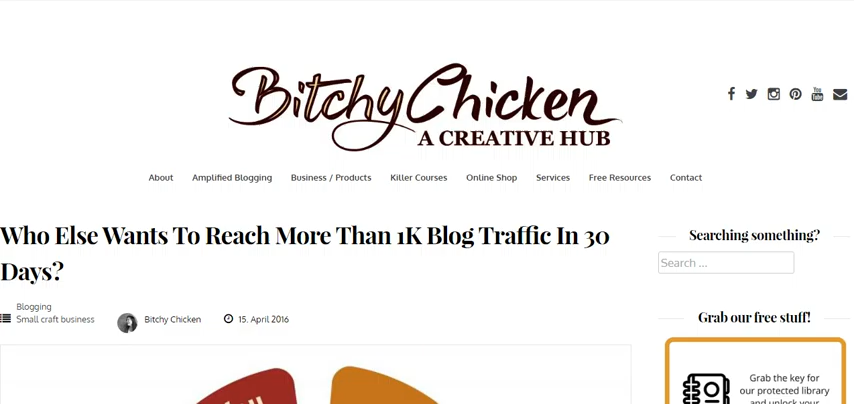 BitchyChicken
A CREATIVE HUB
About Amplified Blogging Business / Products Killer Courses Online Shop Services Free Resources Contact
Who Else Wants To Reach More Than 1K Blog Traffic In 30
Days?
Blogging
Small craft business
Bitchy Chicken
15. April 2016
Searching something?
Search ...
Grab our free stuff!
Grab the key for
our protected library
and unlock your